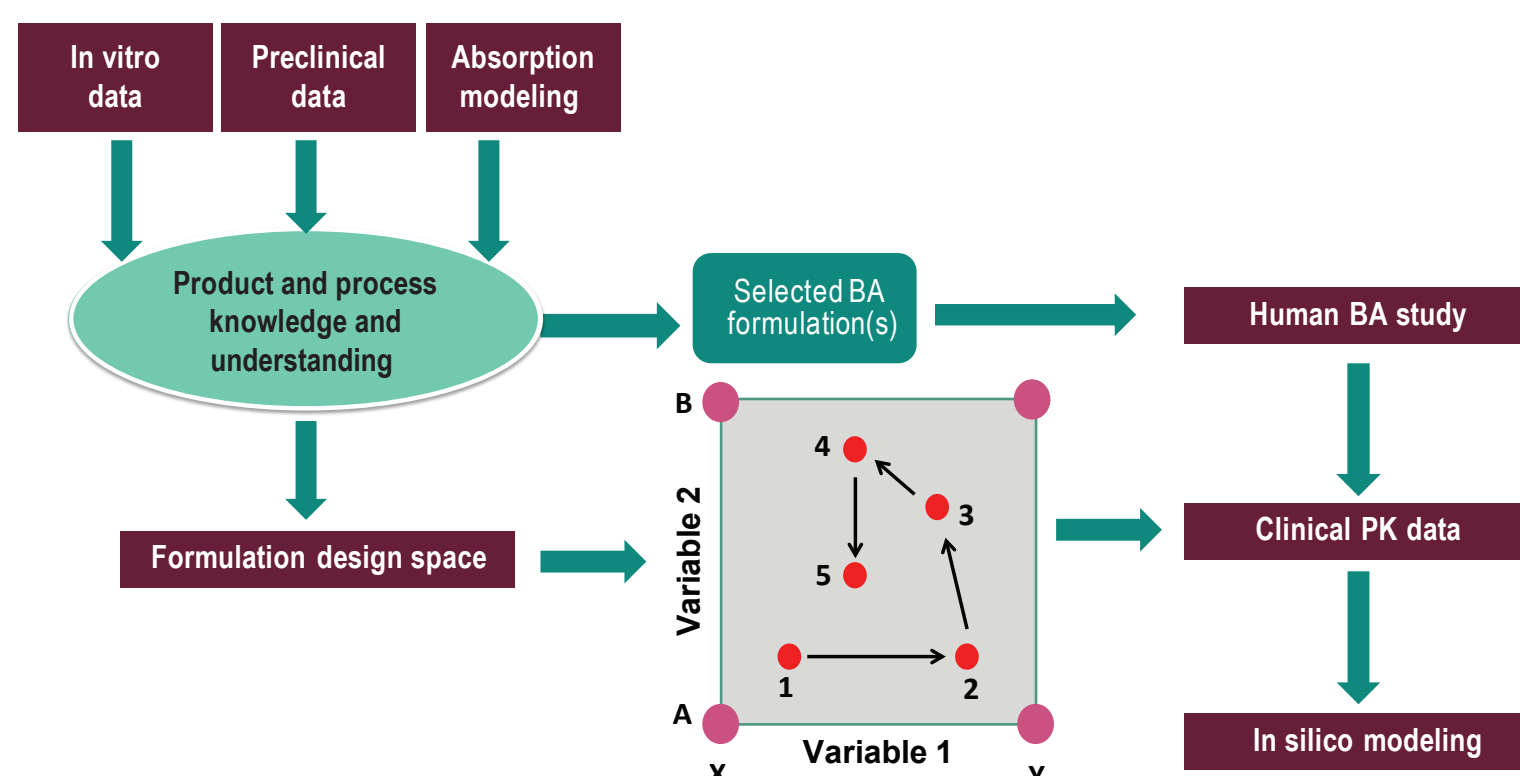 In vitro
data
Preclinical
data
Absorption
modeling
Product and process
knowledge and
understanding
Selected BA
formulation(s)
Human BA study
B
4
3
Variable 2
5
1
2
A
Variable 1
X
Formulation design space
Clinical PK data
In silico modeling